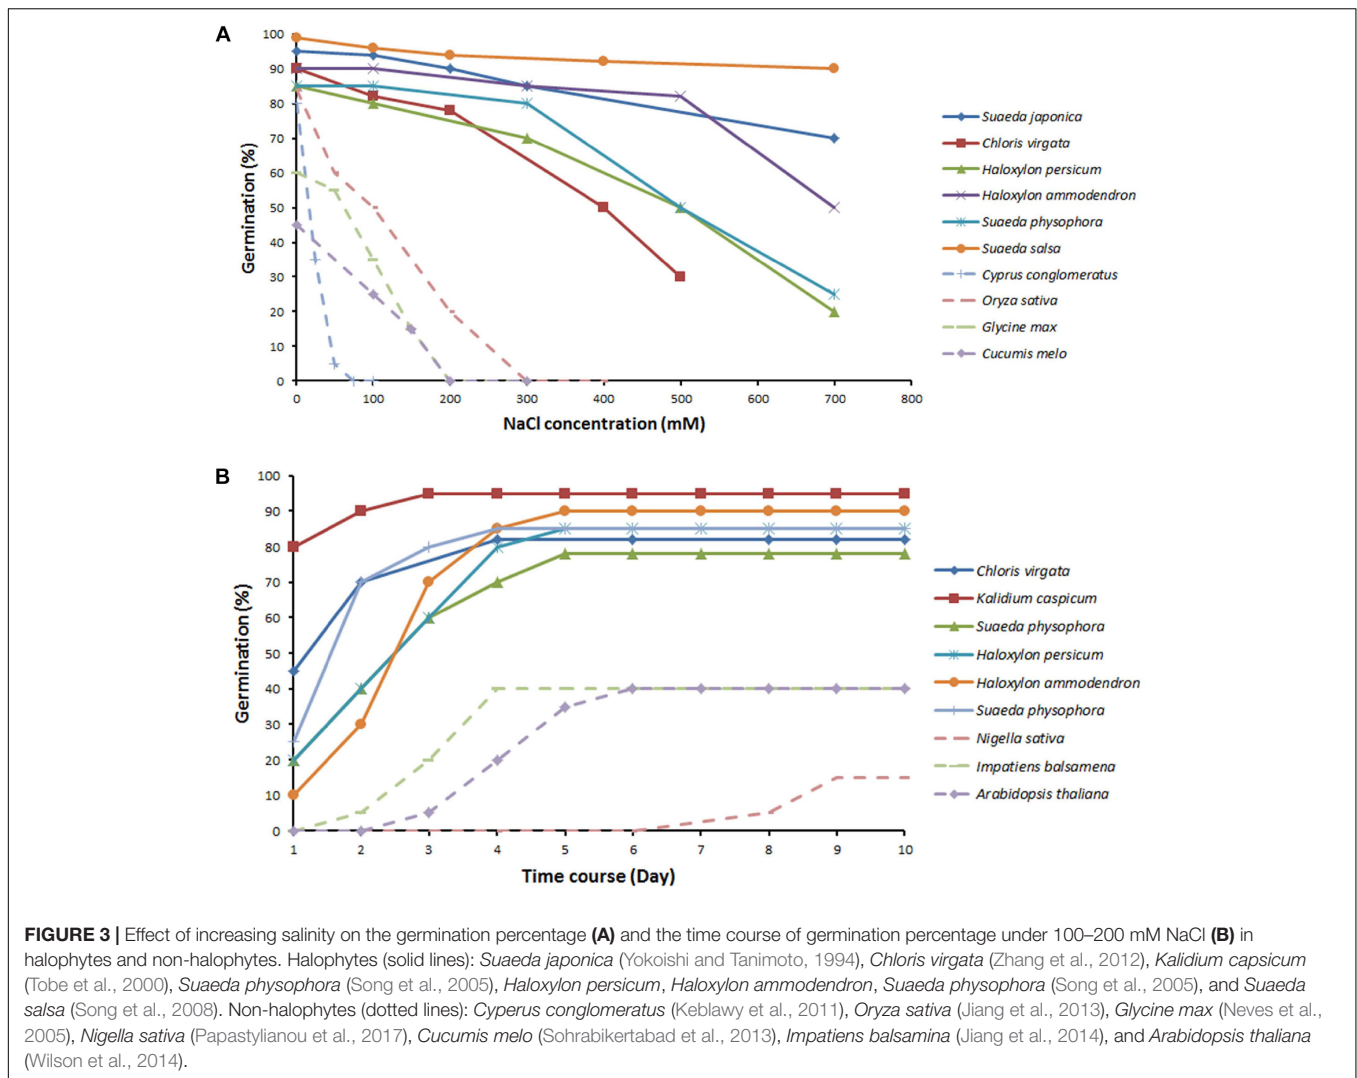 A
100
90
80
70
60
50
40
30
20
10
0
Germination (%)
0 100 200 300 400 500 600 700 800
NaCl concentration (mM)
Suaeda japonica
Chloris virgata
Haloxylon persicum
Haloxylon ammodendron
Suaeda physophora
Suaeda salsa
Cyprus conglomeratus
Oryza sativa
Glycine max
Cucumis melo
B
100
90
80
70
60
50
40
30
20
10
0
Germination (%)
1 2 3 4 5 6 7 8 9 10
Time course (Day)
Chloris virgata
Kalidium caspicum
Suaeda physophora
Haloxylon persicum
Haloxylon ammodendron
Suaeda physophora
Nigella sativa
Impatiens balsamena
Arabidopsis thaliana
FIGURE 3 | Effect of increasing salinity on the germination percentage (A) and the time course of germination percentage under 100–200 mM NaCl (B) in
halophytes and non-halophytes. Halophytes (solid lines): Suaeda japonica (Yokoishi and Tanimoto, 1994), Chloris virgata (Zhang et al., 2012), Kalidium capsicum
(Tobe et al., 2000), Suaeda physophora (Song et al., 2005), Haloxylon persicum, Haloxylon ammodendron, Suaeda physophora (Song et al., 2005), and Suaeda
salsa (Song et al., 2008). Non-halophytes (dotted lines): Cyperus conglomeratus (Keblawy et al., 2011), Oryza sativa (Jiang et al., 2013), Glycine max (Neves et al.,
2005), Nigella sativa (Papastylianou et al., 2017), Cucumis melo (Sohrabikertabad et al., 2013), Impatiens balsamina (Jiang et al., 2014), and Arabidopsis thaliana
(Wilson et al., 2014).